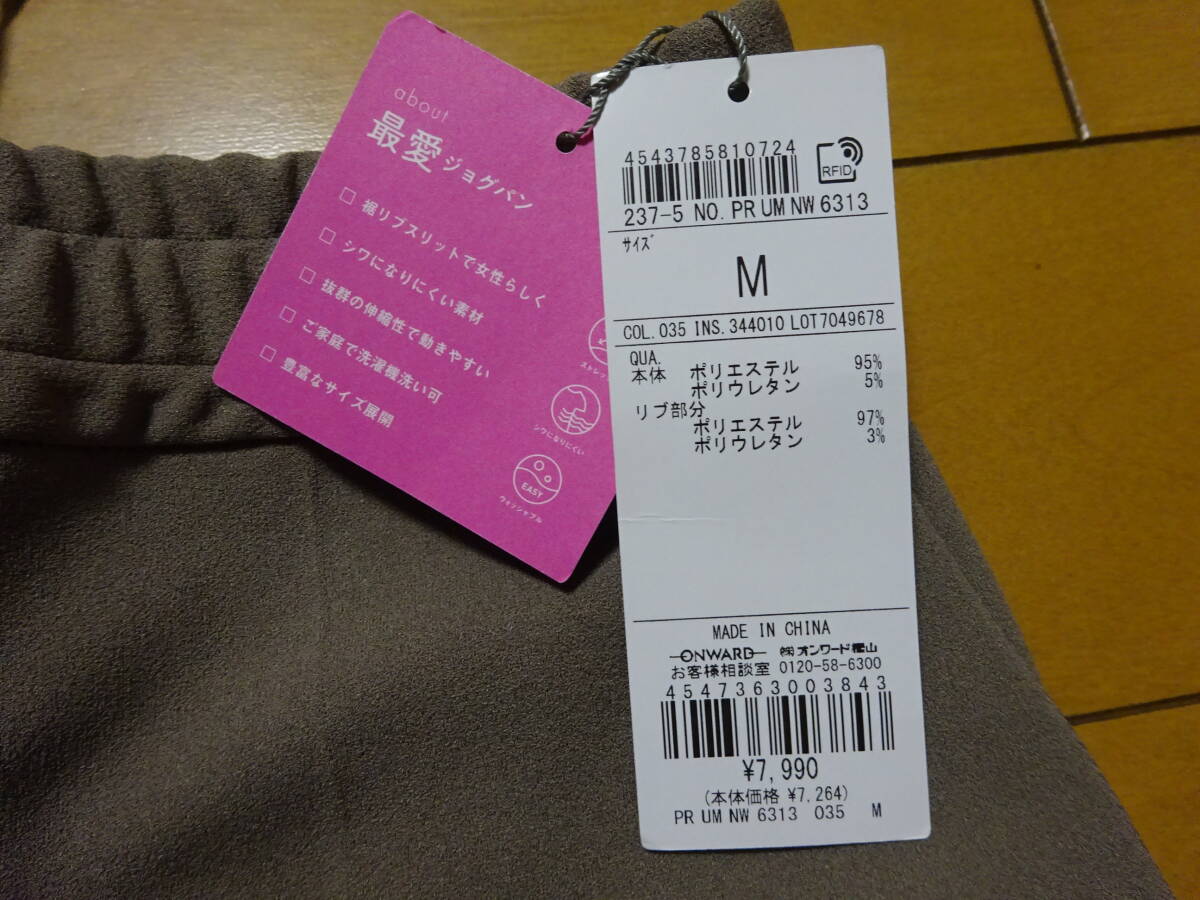 about
最愛ジョグパン
□ 裾リブスリットで女性らしく
□ シワになりにくい素材
□ 抜群の伸縮性で動きやすい
□ ご家庭で洗濯機洗い可
□ 豊富なサイズ展開
ストレッ
シワになりにくい
EASY
ウォッシャブル
4543785810724
RFID
237-5 NO. PR UM NW 6313
サイズ
M
COL. 035 INS. 344010 LOT7049678
QUA.
本体 ポリエステル 95%
ポリウレタン 5%
リブ部分
ポリエステル 97%
ポリウレタン 3%
MADE IN CHINA
ONWARD ㈱オンワード樫山
お客様相談室 0120-58-6300
4547363003843
¥7,990
(本体価格 ¥7,264)
PR UM NW 6313 035 M